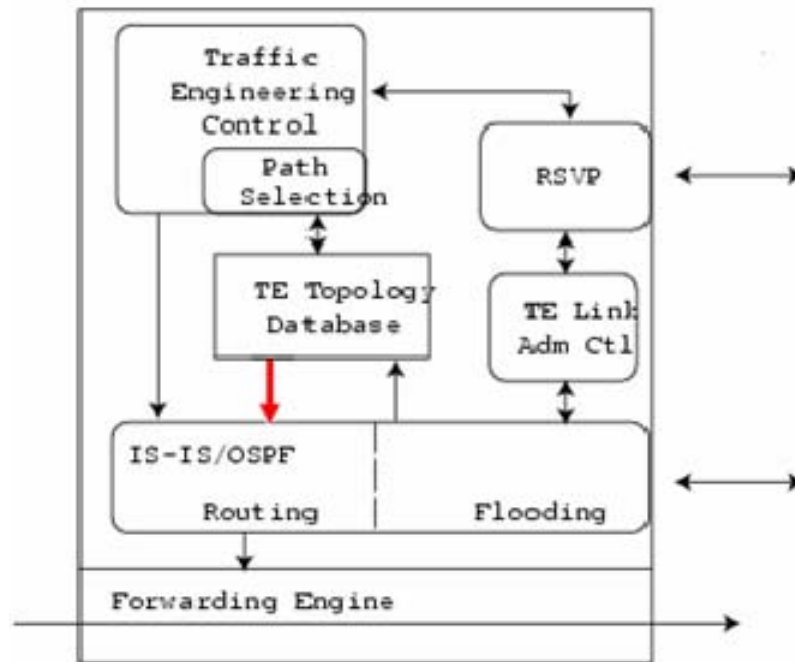 Traffic
Engineering
Control
Path
Selection
RSVP
TE Topology
Database
TE Link
Adm Ctl
IS-IS/OSPF
Routing
Flooding
Forwarding Engine